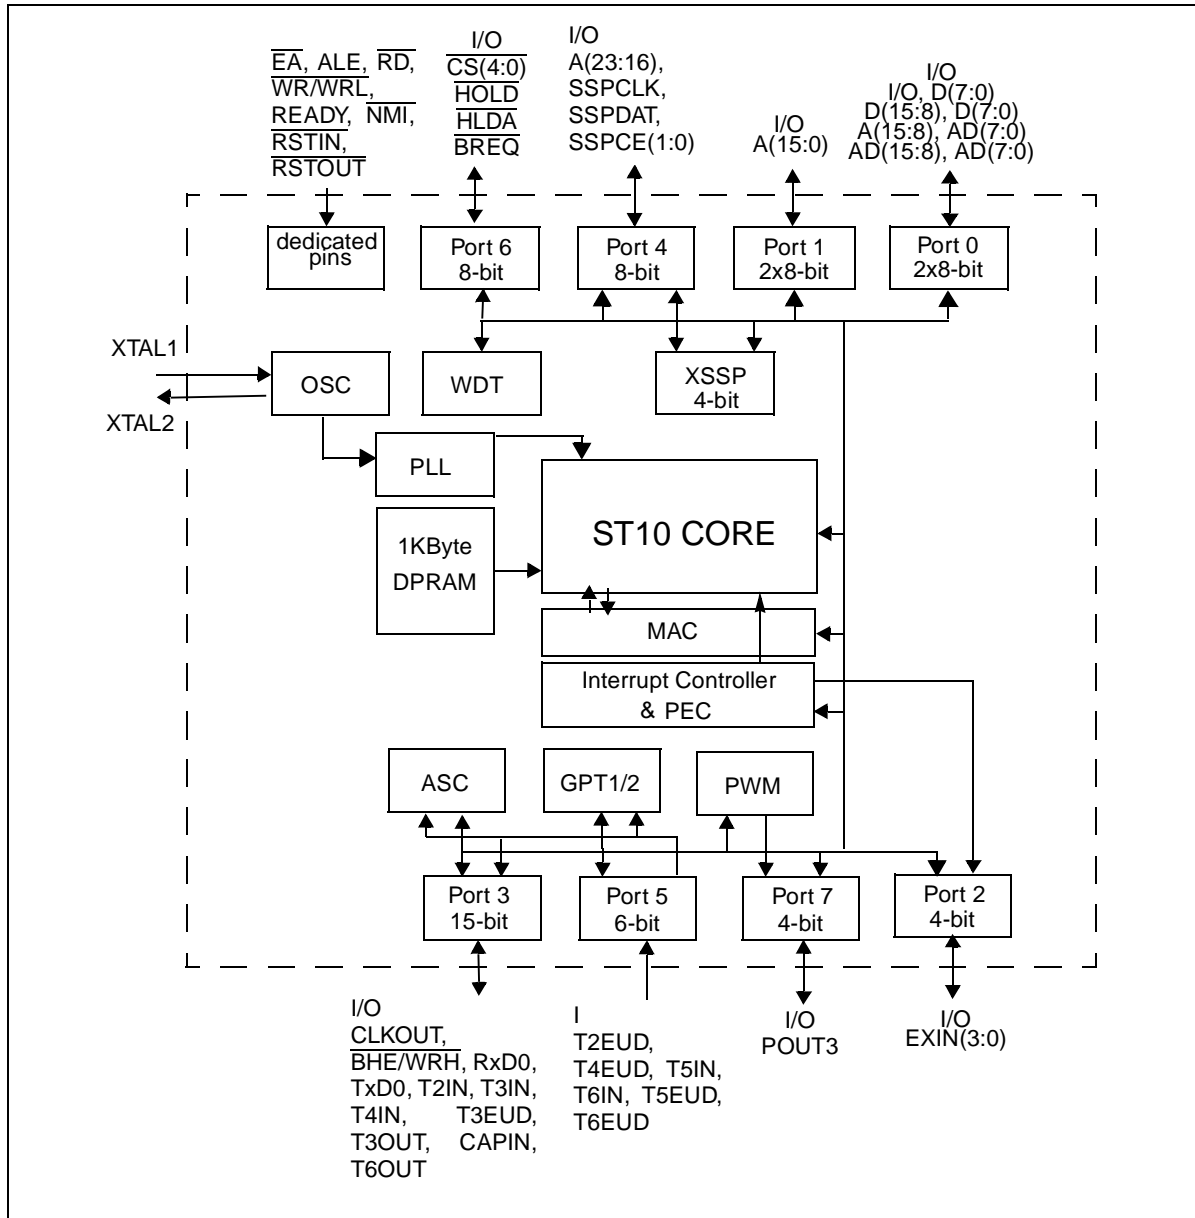 EA, ALE, RD,
WR/WRL,
READY, NMI,
RSTIN,
RSTOUT
I/O
CS(4:0)
HOLD
HLDA
BREQ
I/O
A(23:16),
SSPCLK,
SSPDAT,
SSPCE(1:0)
I/O
A(15:0)
I/O
I/O, D(7:0)
D(15:8), D(7:0)
A(15:8), AD(7:0)
AD(15:8), AD(7:0)
dedicated
pins
Port 6
8-bit
Port 4
8-bit
Port 1
2x8-bit
Port 0
2x8-bit
XTAL1
XTAL2
OSC
WDT
XSSP
4-bit
PLL
1KByte
DPRAM
ST10 CORE
MAC
Interrupt Controller
& PEC
ASC
GPT1/2
PWM
Port 3
15-bit
Port 5
6-bit
Port 7
4-bit
Port 2
4-bit
I/O
CLKOUT,
BHE/WRH, RxD0,
TxD0, T2IN, T3IN,
T4IN, T3EUD,
T3OUT, CAPIN,
T6OUT
I
T2EUD,
T4EUD, T5IN,
T6IN, T5EUD,
T6EUD
I/O
POUT3
I/O
EXIN(3:0)